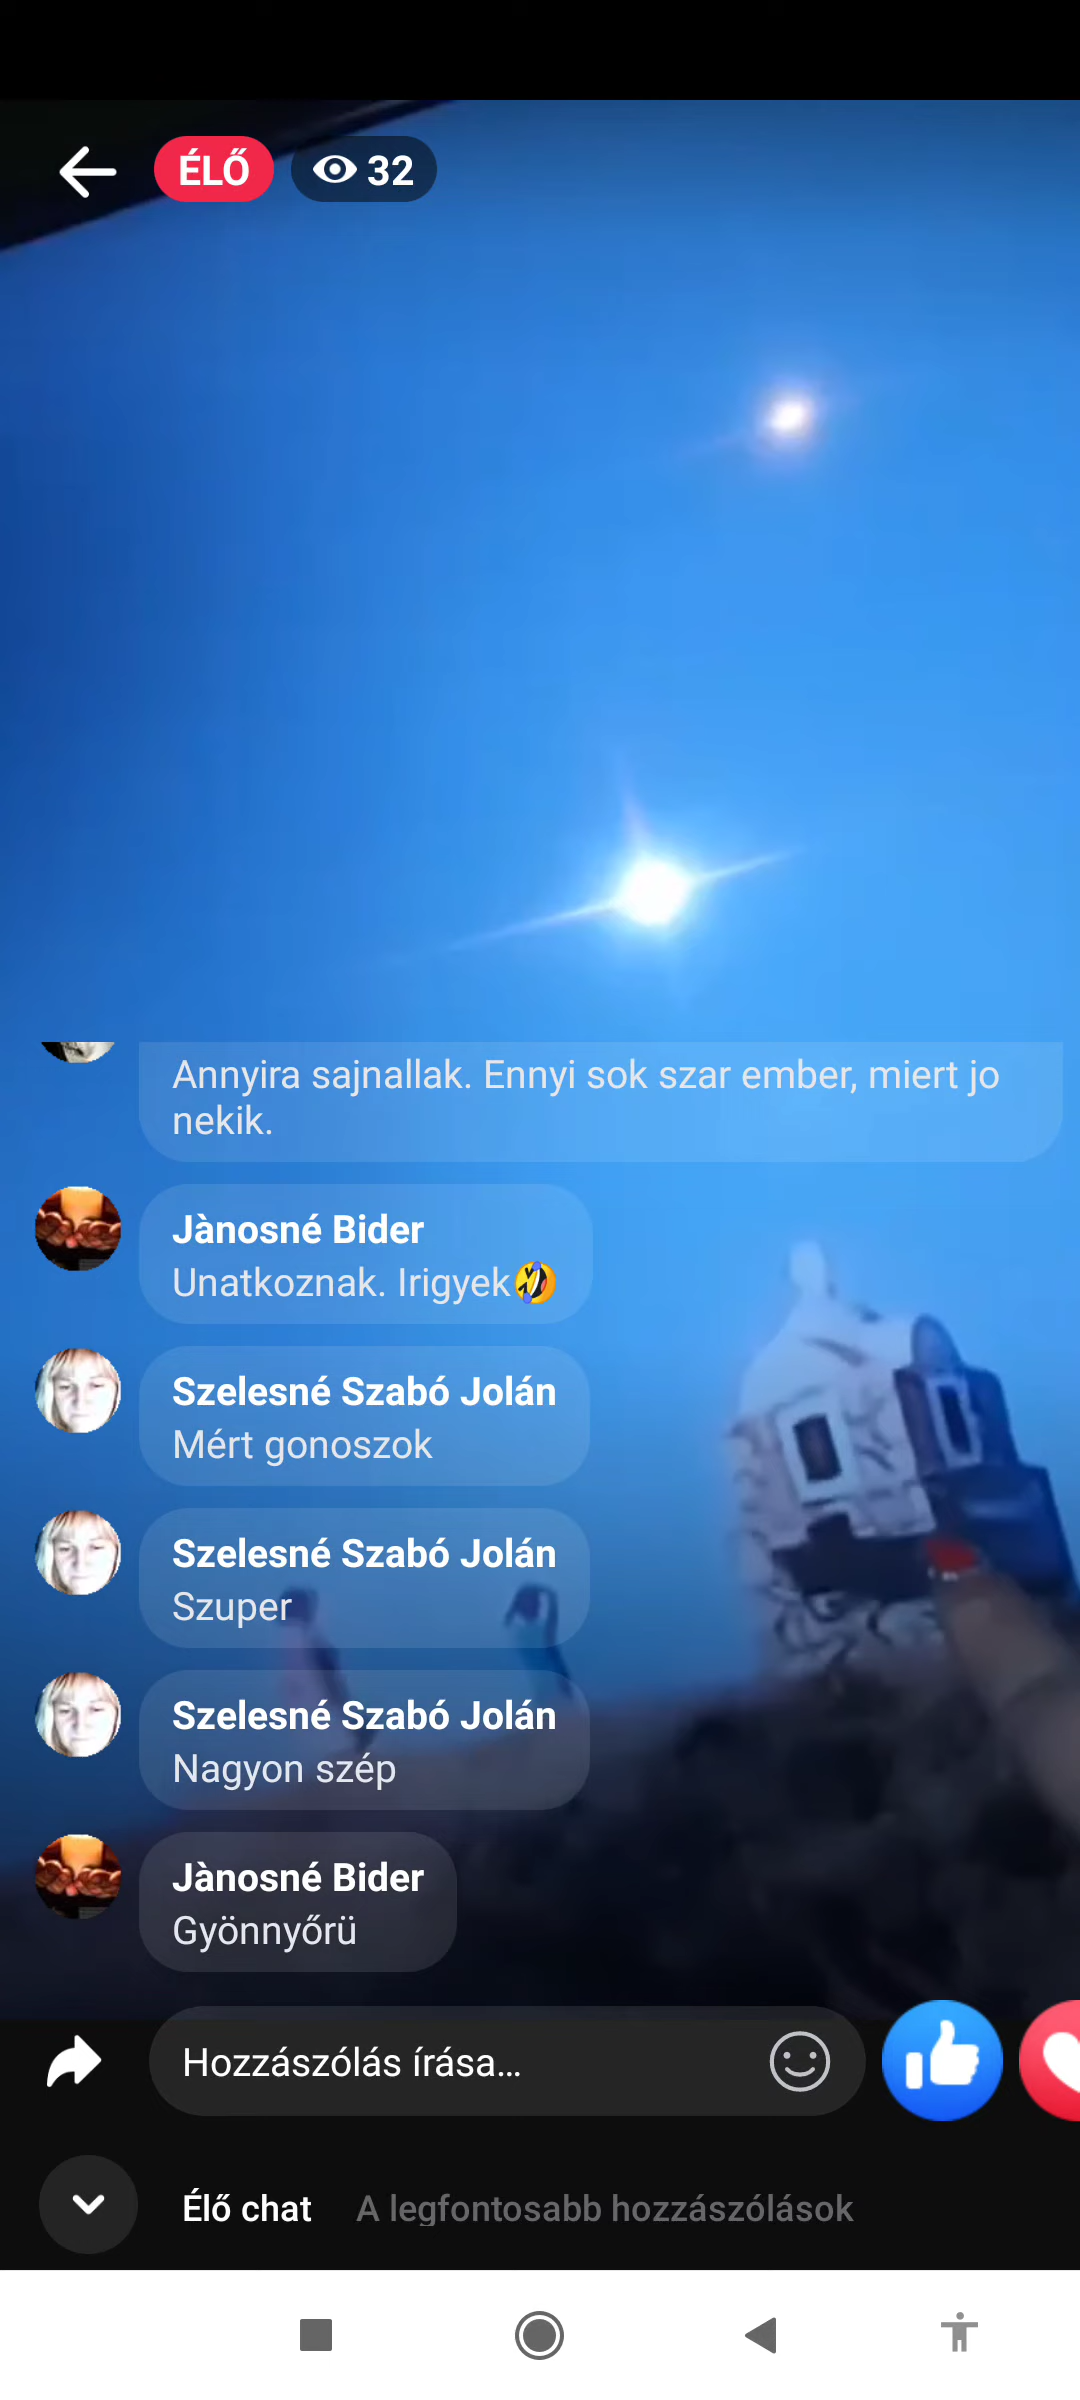 ÉLŐ 32
Annyira sajnallak. Ennyi sok szar ember, miert jo
nekik.
Jànosné Bider
Unatkoznak. Irigyek🤣
Szelesné Szabó Jolán
Mért gonoszok
Szelesné Szabó Jolán
Szuper
Szelesné Szabó Jolán
Nagyon szép
Jànosné Bider
Gyönnyőrü
Hozzászólás írása...
Élő chat A legfontosabb hozzászólások